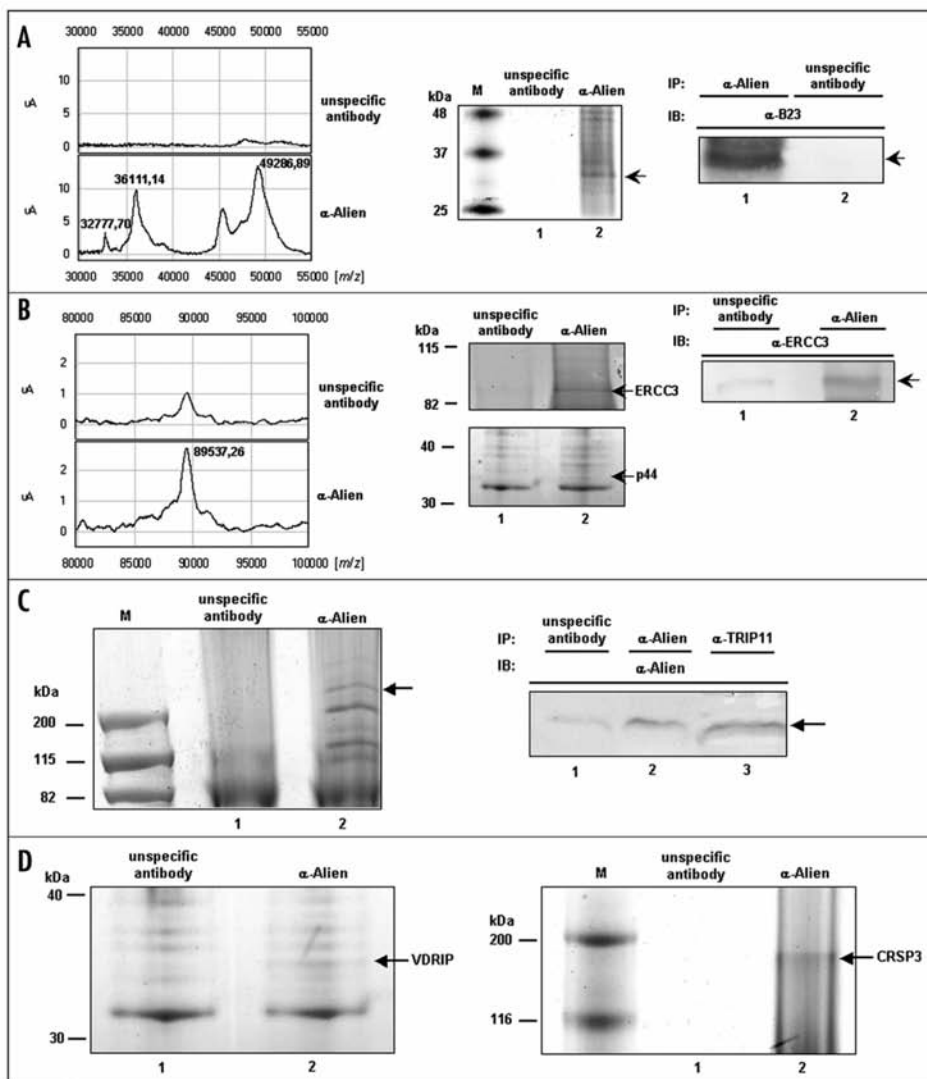 A
30000 35000 40000 45000 50000 55000
uA
10
5
0
unspecific
antibody
uA
15
10
5
0
32777,70
36111,14
49286,89
α-Alien
30000 35000 40000 45000 50000 55000 [m/z]
kDa
M
unspecific
antibody
α-Alien
48
37
25
1 2
IP:
α-Alien
unspecific
antibody
IB:
α-B23
1 2
B
80000 85000 90000 95000 100000
uA
2
1
0
unspecific
antibody
uA
2
1
0
89537,26
α-Alien
80000 85000 90000 95000 100000 [m/z]
kDa
unspecific
antibody
α-Alien
115
82
ERCC3
40
30
p44
1 2
IP:
unspecific
antibody
α-Alien
IB:
α-ERCC3
1 2
C
M
unspecific
antibody
α-Alien
kDa
200
115
82
1 2
IP:
unspecific
antibody
α-Alien
α-TRIP11
IB:
α-Alien
1 2 3
D
kDa
unspecific
antibody
α-Alien
40
30
VDRIP
1 2
kDa
M
unspecific
antibody
α-Alien
200
116
CRSP3
1 2